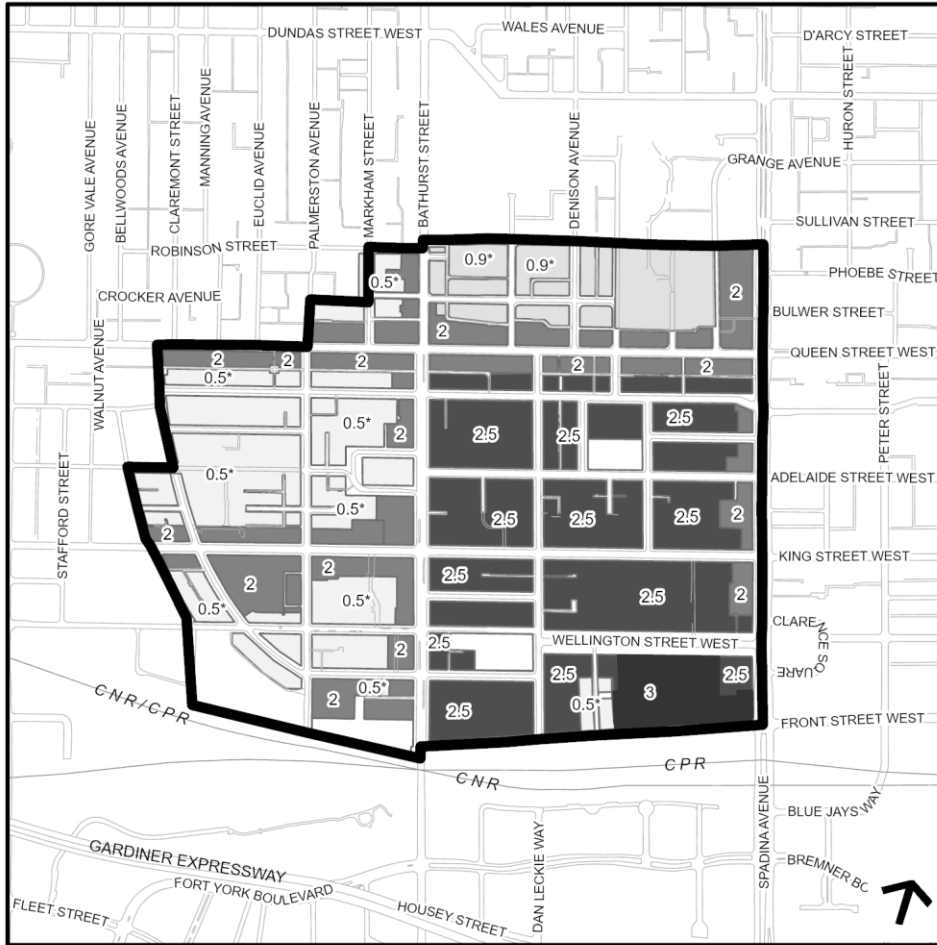 DUNDAS STREET WEST
WALES AVENUE
D'ARCY STREET
HURON STREET
GORE VALE AVENUE
BELLWOODS AVENUE
CLAREMONT STREET
MANNING AVENUE
EUCLID AVENUE
PALMERSTON AVENUE
MARKHAM STREET
BATHURST STREET
DENISON AVENUE
GRANGE AVENUE
SULLIVAN STREET
ROBINSON STREET
PHOEBE STREET
0.9*
0.9*
0.5*
CROCKER AVENUE
2
BULWER STREET
2
QUEEN STREET WEST
2
2
2
2
2
0.5*
WALNUT AVENUE
PETER STREET
0.5*
2
2.5
2.5
2.5
0.5*
ADELAIDE STREET WEST
STAFFORD STREET
0.5*
2.5
2.5
2.5
2
2
KING STREET WEST
2
2
2.5
2.5
2
0.5*
0.5*
CLARE
NCE SQ
UARE
WELLINGTON STREET WEST
2
2.5
2.5
2.5
CNR/CPR
2
0.5*
2.5
0.5*
3
FRONT STREET WEST
CNR
CPR
SPADINA AVENUE
BLUE JAYS WAY
DAN LECKIE WAY
GARDINER EXPRESSWAY
BREMNER BO
FORT YORK BOULEVARD
HOUSEY STREET
FLEET STREET